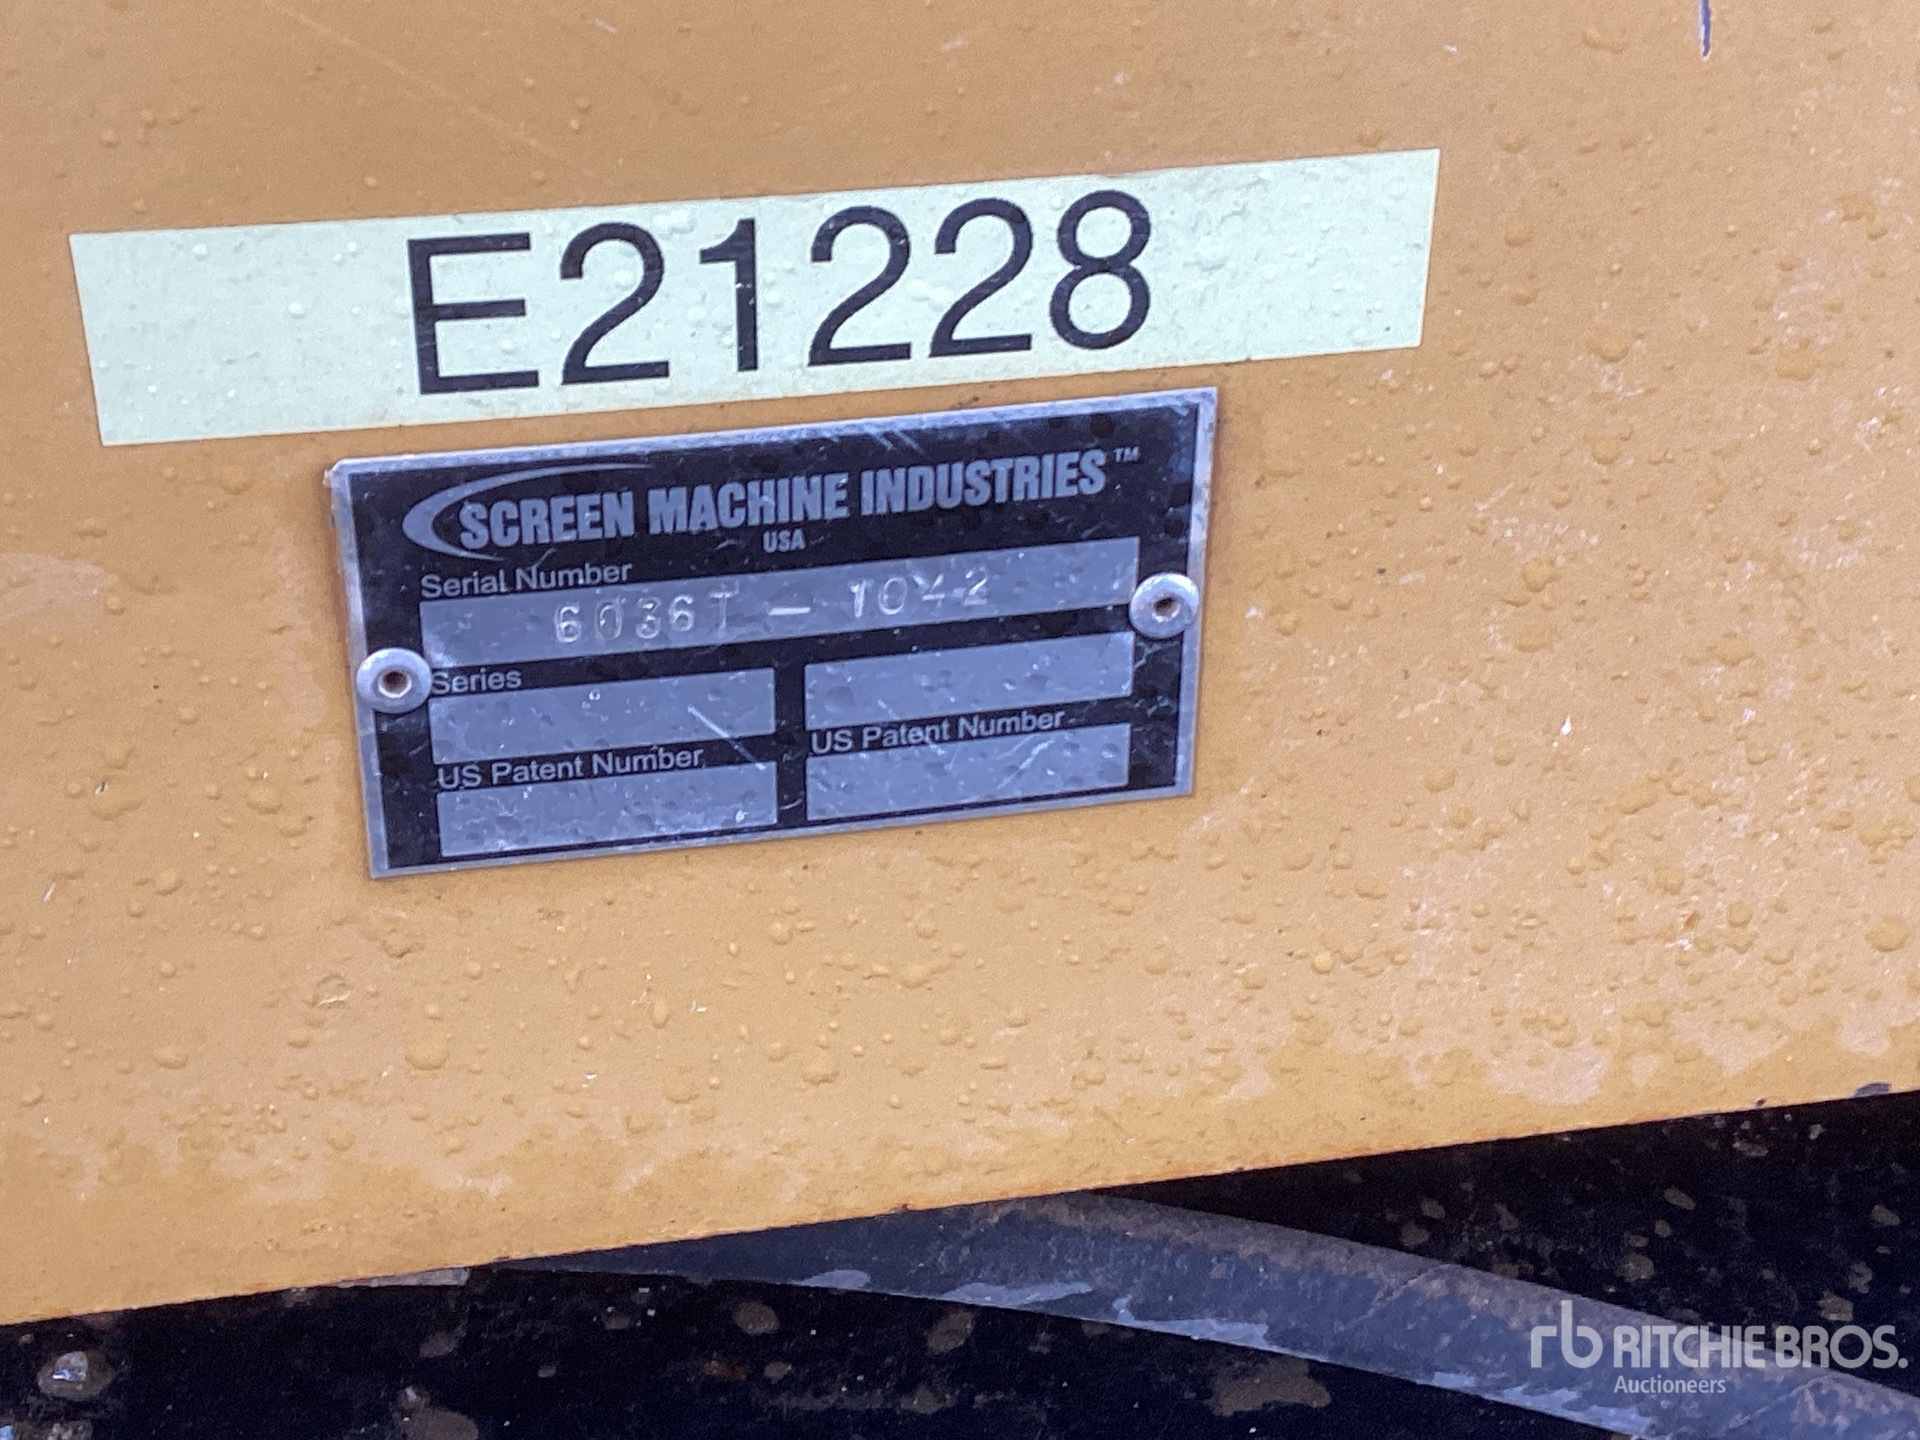 E21228
SCREEN MACHINE INDUSTRIES™
USA
Serial Number
6036T - 1042
Series
US Patent Number
US Patent Number
rb RITCHIE BROS.
Auctioneers